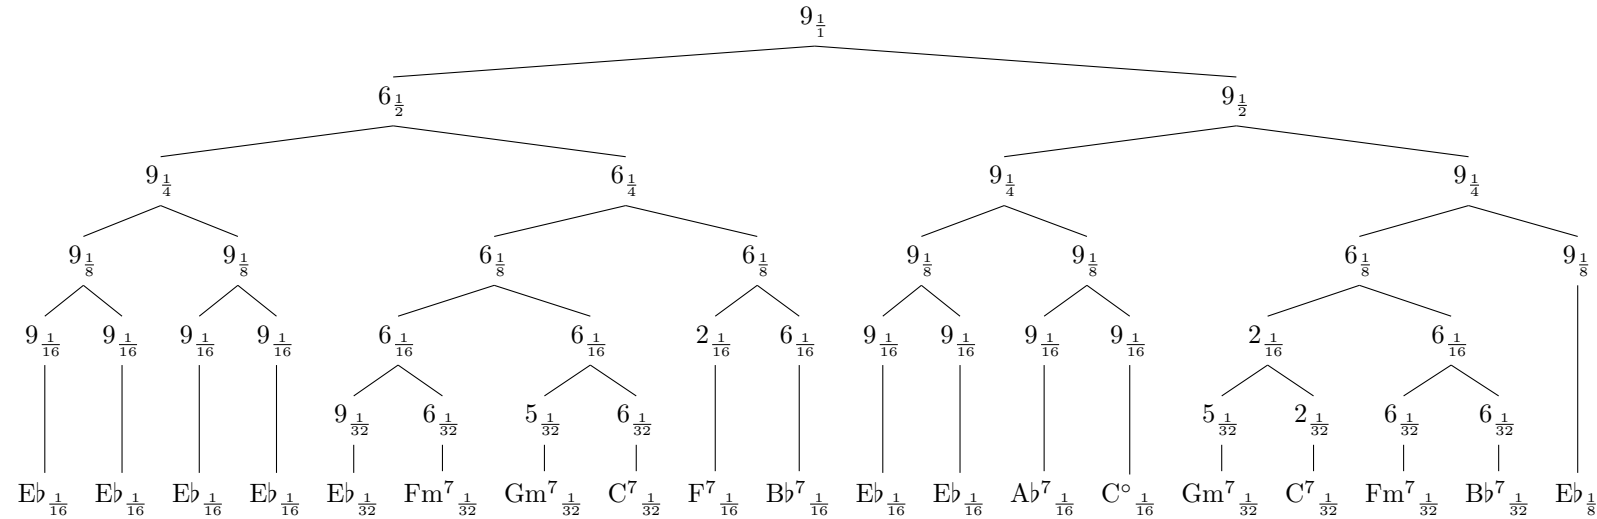 9 1/1
6 1/2 9 1/2
9 1/4 6 1/4 9 1/4 9 1/4
9 1/8 9 1/8 6 1/8 6 1/8 9 1/8 9 1/8 6 1/8 9 1/8
9 1/16 9 1/16 9 1/16 9 1/16 6 1/16 6 1/16 2 1/16 6 1/16 9 1/16 9 1/16 9 1/16 9 1/16 2 1/16 6 1/16
9 1/32 6 1/32 5 1/32 6 1/32 5 1/32 2 1/32 6 1/32 6 1/32
E♭ 1/16 E♭ 1/16 E♭ 1/16 E♭ 1/16 E♭ 1/32 Fm⁷ 1/32 Gm⁷ 1/32 C⁷ 1/32 F⁷ 1/16 B♭⁷ 1/16 E♭ 1/16 E♭ 1/16 A♭⁷ 1/16 C° 1/16 Gm⁷ 1/32 C⁷ 1/32 Fm⁷ 1/32 B♭⁷ 1/32 E♭ 1/8